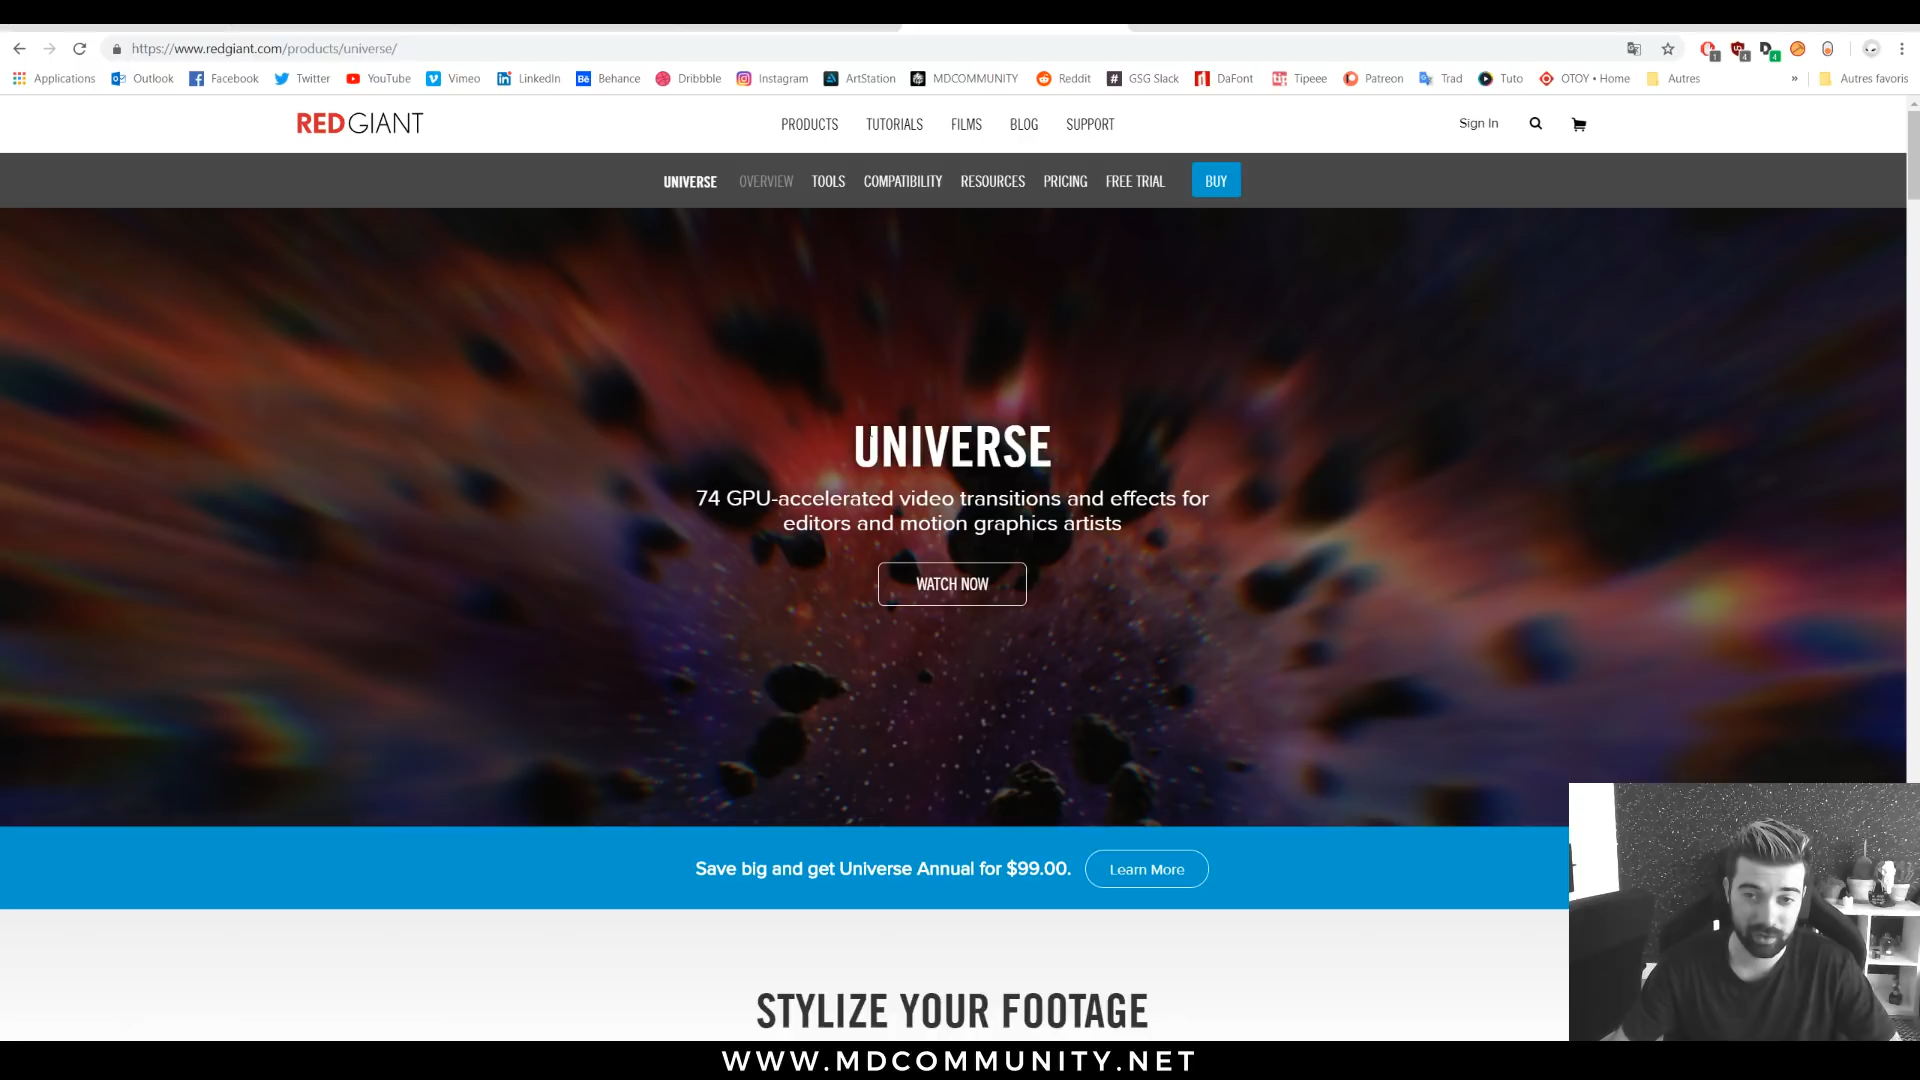 https://www.redgiant.com/products/universe/
Applications Outlook Facebook Twitter YouTube Vimeo LinkedIn Behance Dribbble Instagram ArtStation MDCOMMUNITY Reddit GSG Slack DaFont Tipeee Patreon Trad Tuto OTOY • Home Autres » Autres favoris
REDGIANT PRODUCTS TUTORIALS FILMS BLOG SUPPORT Sign In
UNIVERSE OVERVIEW TOOLS COMPATIBILITY RESOURCES PRICING FREE TRIAL BUY
UNIVERSE
74 GPU-accelerated video transitions and effects for
editors and motion graphics artists
WATCH NOW
Save big and get Universe Annual for $99.00. Learn More
STYLIZE YOUR FOOTAGE
WWW.MDCOMMUNITY.NET